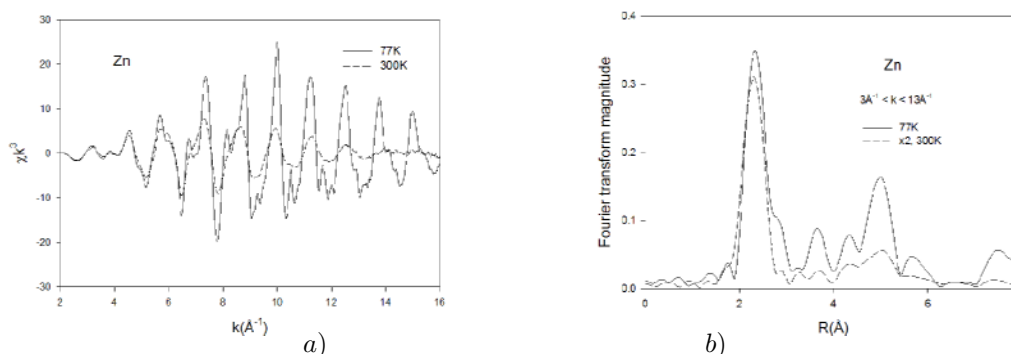 30
20
10
0
-10
-20
-30
χk³
Zn
77K
300K
2 4 6 8 10 12 14 16
k(Å⁻¹)
a)
0.4
0.3
0.2
0.1
0.0
Fourier transform magnitude
Zn
3Å⁻¹ < k < 13Å⁻¹
77K
x2, 300K
0 2 4 6
R(Å)
b)